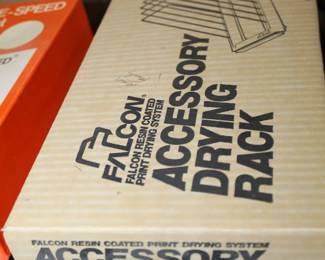 E-SPEED
FALCON
FALCON RESIN COATED
PRINT DRYING SYSTEM
ACCESSORY
DRYING
RACK
FALCON RESIN COATED PRINT DRYING SYSTEM
ACCESSORY